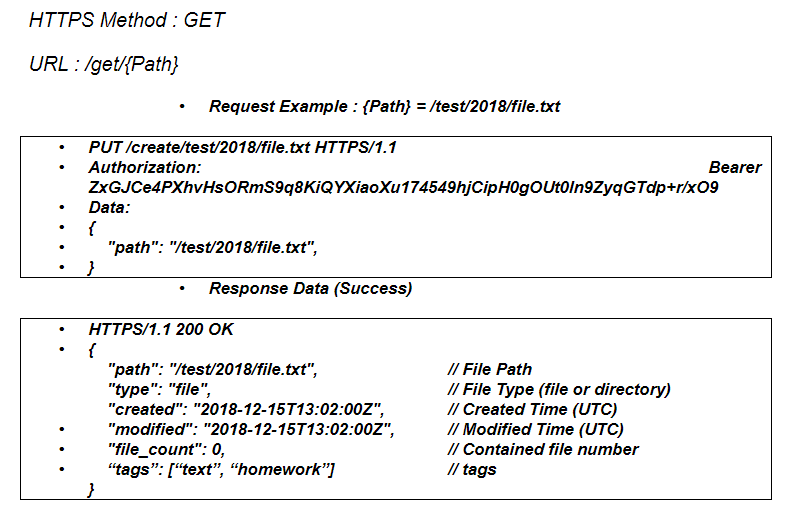 HTTPS Method : GET
URL : /get/{Path}
• Request Example : {Path} = /test/2018/file.txt
• PUT /create/test/2018/file.txt HTTPS/1.1
• Authorization: Bearer
ZxGJCe4PXhvHsORmS9q8KiQYXiaoXu174549hjCipH0gOUt0In9ZyqGTdp+r/xO9
• Data:
• {
• "path": "/test/2018/file.txt",
• }
• Response Data (Success)
• HTTPS/1.1 200 OK
• {
"path": "/test/2018/file.txt", // File Path
"type": "file", // File Type (file or directory)
"created": "2018-12-15T13:02:00Z", // Created Time (UTC)
• "modified": "2018-12-15T13:02:00Z", // Modified Time (UTC)
• "file_count": 0, // Contained file number
• “tags”: [“text”, “homework”] // tags
}